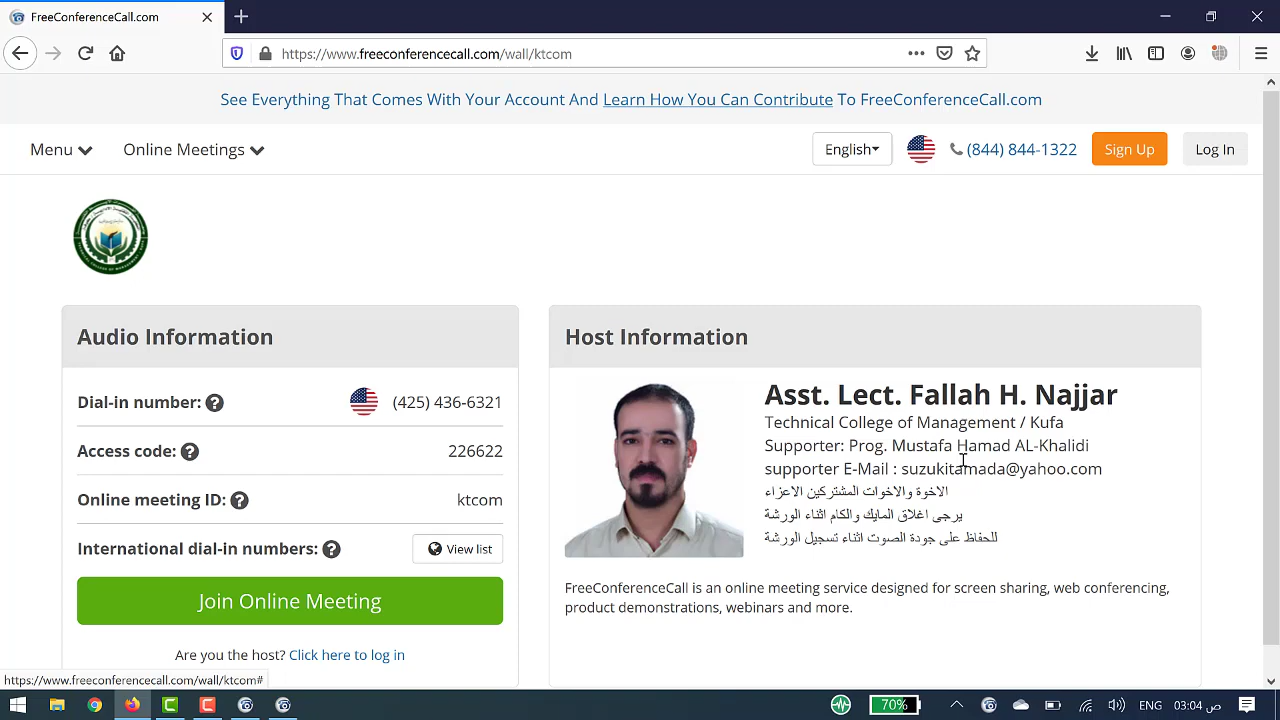 FreeConferenceCall.com
https://www.freeconferencecall.com/wall/ktcom
See Everything That Comes With Your Account And Learn How You Can Contribute To FreeConferenceCall.com
Menu
Online Meetings
English
(844) 844-1322
Sign Up
Log In
Audio Information
Dial-in number: ? (425) 436-6321
Access code: ? 226622
Online meeting ID: ? ktcom
International dial-in numbers: ? View list
Join Online Meeting
Are you the host? Click here to log in
Host Information
Asst. Lect. Fallah H. Najjar
Technical College of Management / Kufa
Supporter: Prog. Mustafa Hamad AL-Khalidi
supporter E-Mail : suzukitamada@yahoo.com
الاخوة والاخوات المشتركين الاعزاء
يرجى اغلاق المايك والكام اثناء الورشة
للحفاظ على جودة الصوت اثناء تسجيل الورشة
FreeConferenceCall is an online meeting service designed for screen sharing, web conferencing,
product demonstrations, webinars and more.
https://www.freeconferencecall.com/wall/ktcom#
70%
ENG
03:04 ص